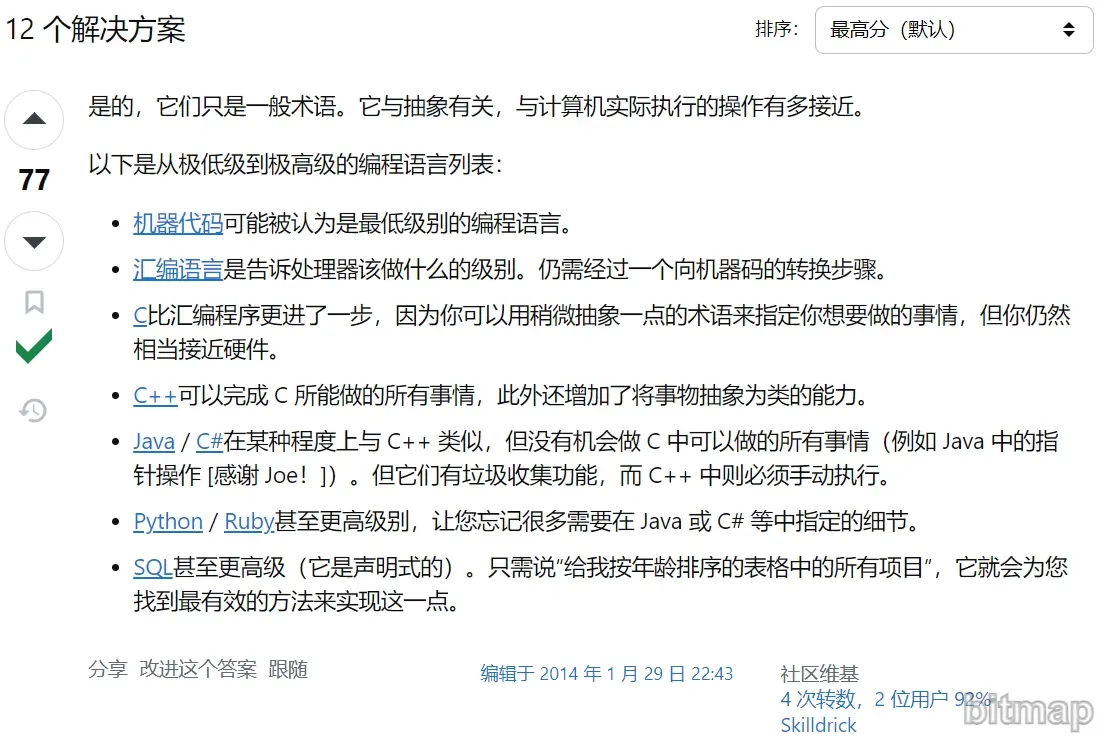 12 个解决方案
排序：
最高分（默认）
是的，它们只是一般术语。它与抽象有关，与计算机实际执行的操作有多接近。
77
以下是从极低级到极高级的编程语言列表：
• 机器代码可能被认为是最低级别的编程语言。
• 汇编语言是告诉处理器该做什么的级别。仍需经过一个向机器码的转换步骤。
• C比汇编程序更进了一步，因为你可以用稍微抽象一点的术语来指定你想要做的事情，但你仍然
相当接近硬件。
• C++可以完成 C 所能做的所有事情，此外还增加了将事物抽象为类的能力。
• Java / C#在某种程度上与 C++ 类似，但没有机会做 C 中可以做的所有事情（例如 Java 中的指
针操作 [感谢 Joe！]）。但它们有垃圾收集功能，而 C++ 中则必须手动执行。
• Python / Ruby甚至更高级别，让您忘记很多需要在 Java 或 C# 等中指定的细节。
• SQL甚至更高级（它是声明式的）。只需说“给我按年龄排序的表格中的所有项目”，它就会为您
找到最有效的方法来实现这一点。
分享 改进这个答案 跟随
编辑于 2014 年 1 月 29 日 22:43
社区维基
4 次转数，2 位用户 92%
Skilldrick
bitmap